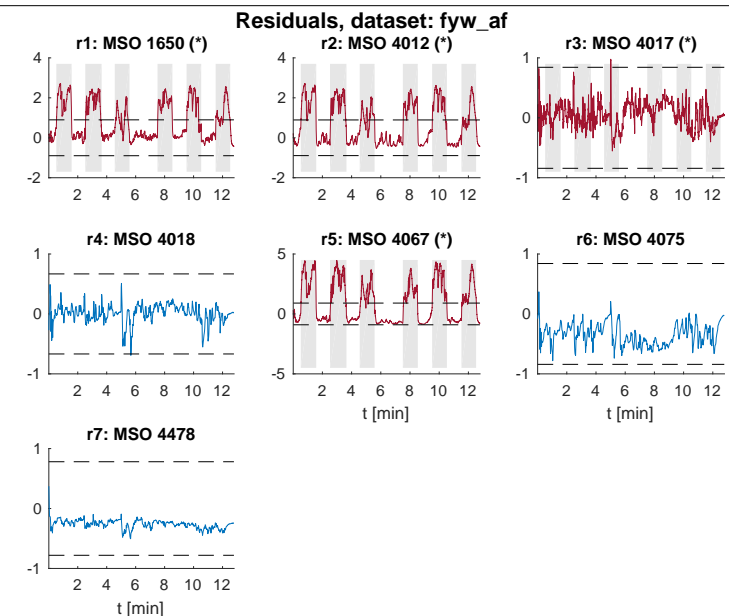 Residuals, dataset: fyw_af
r1: MSO 1650 (*)
r2: MSO 4012 (*)
r3: MSO 4017 (*)
4
2
0
-2
2 4 6 8 10 12
4
2
0
-2
2 4 6 8 10 12
1
0
-1
2 4 6 8 10 12
r4: MSO 4018
r5: MSO 4067 (*)
r6: MSO 4075
1
0
-1
2 4 6 8 10 12
5
0
-5
2 4 6 8 10 12
t [min]
1
0
-1
2 4 6 8 10 12
t [min]
r7: MSO 4478
1
0
-1
2 4 6 8 10 12
t [min]